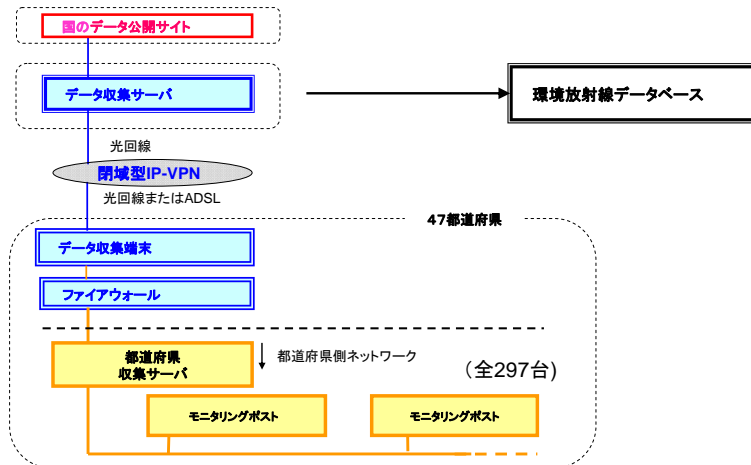 国のデータ公開サイト
データ収集サーバ
環境放射線データベース
光回線
閉域型IP-VPN
光回線またはADSL
47都道府県
データ収集端末
ファイアウォール
都道府県
収集サーバ
都道府県側ネットワーク
（全297台)
モニタリングポスト
モニタリングポスト